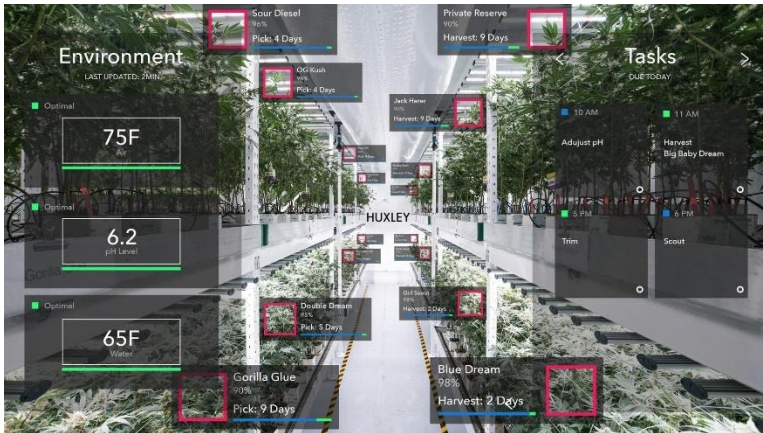 Sour Diesel
96%
Pick: 4 Days
Private Reserve
90%
Harvest: 9 Days
Environment
LAST UPDATED: 2MIN
OG Kush
Pick: 4 Days
Jack Herer
Harvest: 9 Days
Tasks
DUE TODAY
Optimal
75F
Air
Optimal
6.2
pH Level
Optimal
65F
Water
HUXLEY
10 AM
Adujust pH
11 AM
Harvest
Big Baby Dream
5 PM
Trim
6 PM
Scout
Double Dream
95%
Pick: 5 Days
Girl Scout
Harvest: 2 Days
Gorilla Glue
90%
Pick: 9 Days
Blue Dream
98%
Harvest: 2 Days